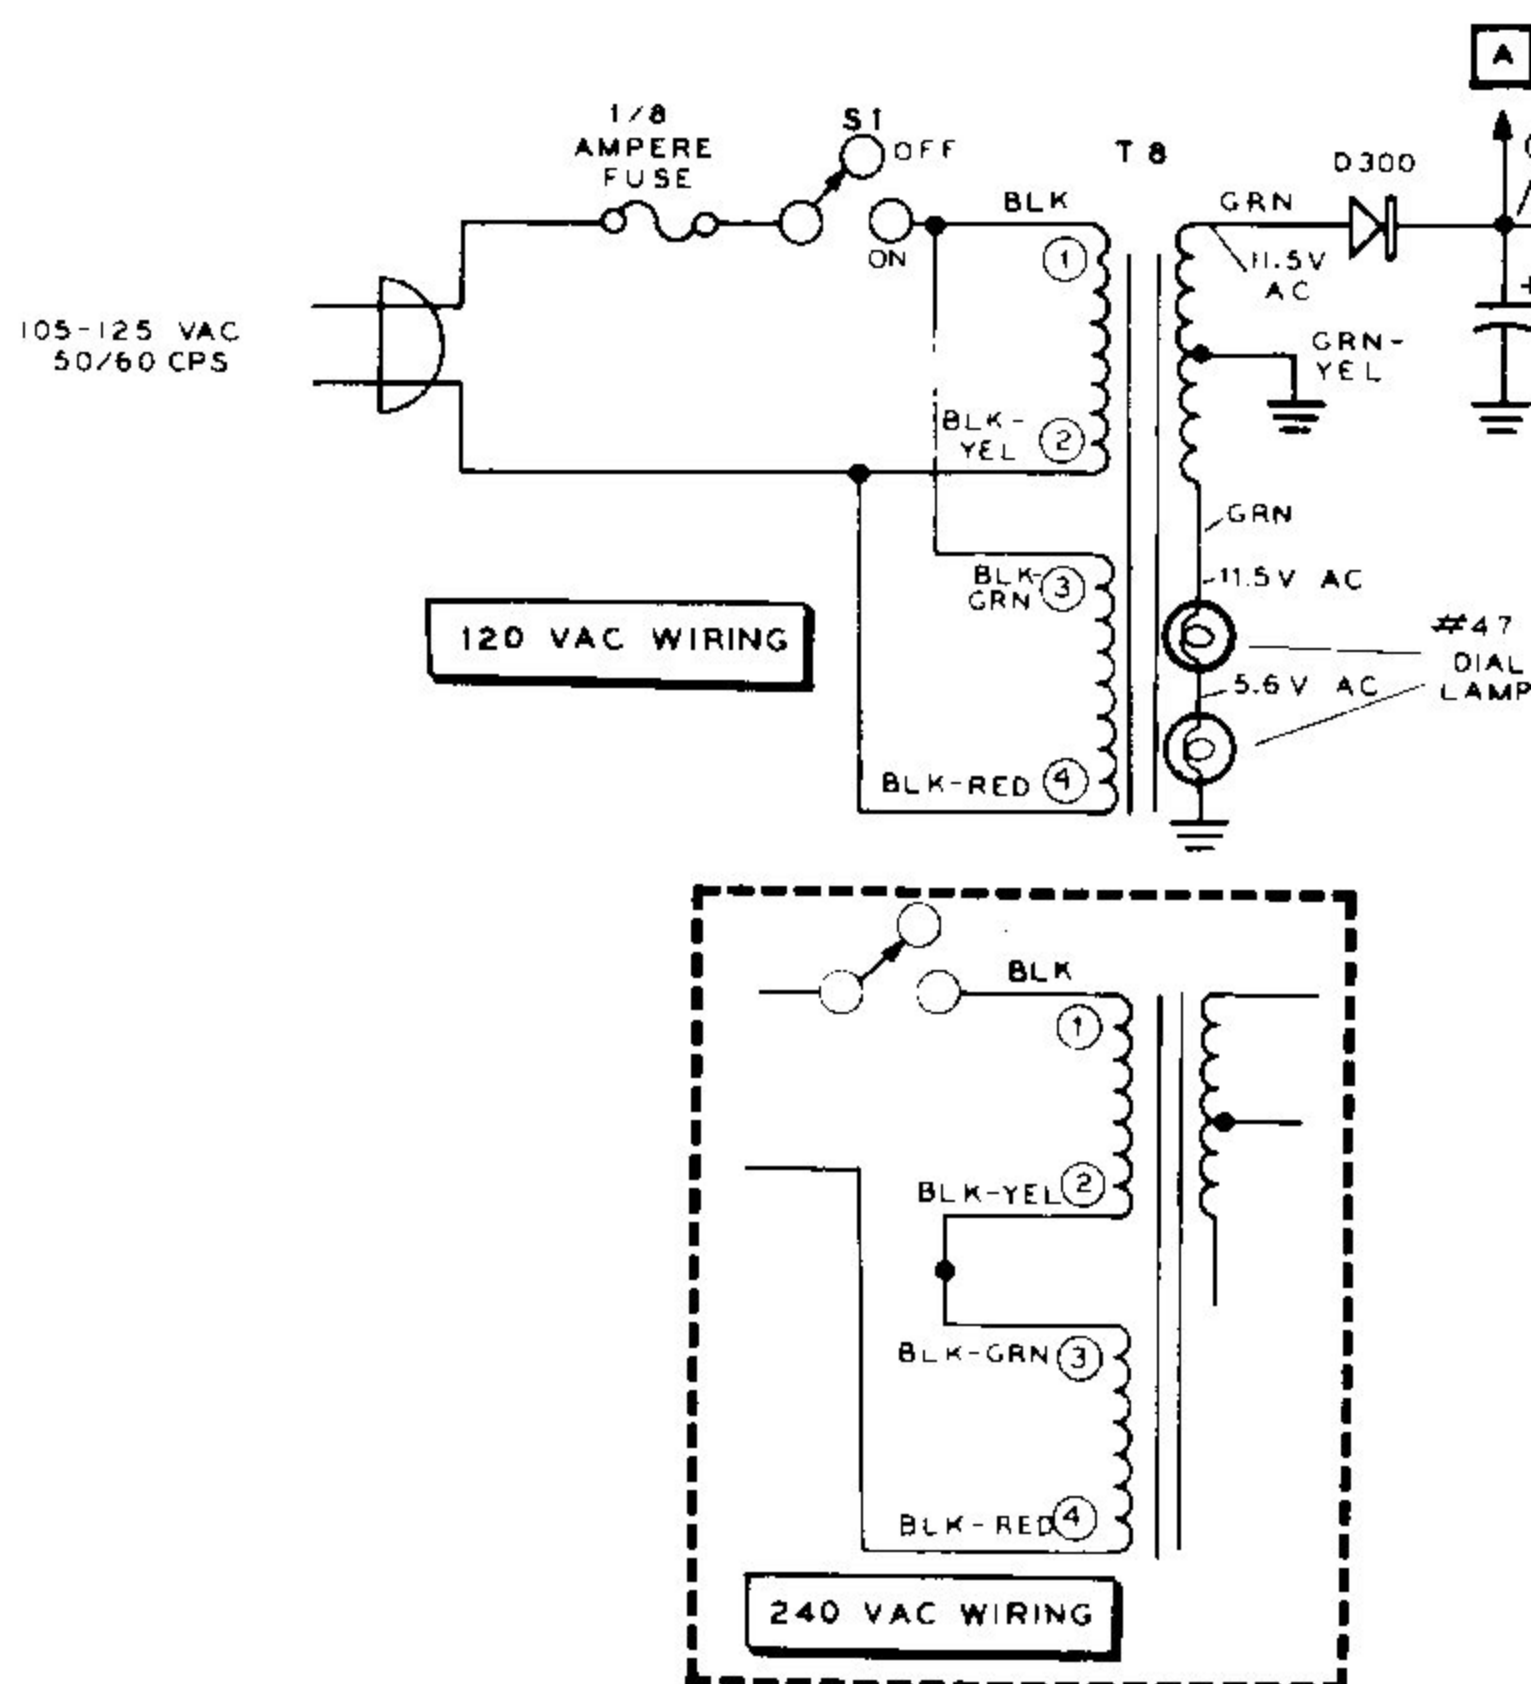 A
1/8
AMPERE
FUSE
S1
OFF
ON
T8
D300
BLK
GRN
1
11.5V
AC
105-125 VAC
50/60 CPS
GRN-
YEL
BLK-
YEL
2
GRN
BLK-
GRN
3
11.5V AC
120 VAC WIRING
#47
DIAL
LAMP
5.6V AC
BLK-RED
4
+
BLK
1
BLK-YEL
2
BLK-GRN
3
BLK-RED
4
240 VAC WIRING